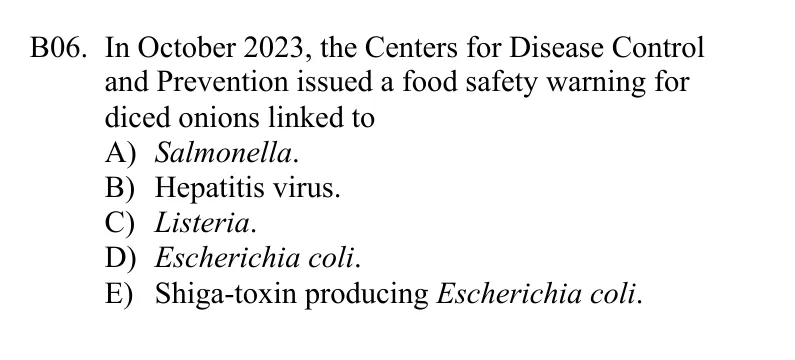 B06. In October 2023, the Centers for Disease Control
and Prevention issued a food safety warning for
diced onions linked to
A) Salmonella.
B) Hepatitis virus.
C) Listeria.
D) Escherichia coli.
E) Shiga-toxin producing Escherichia coli.